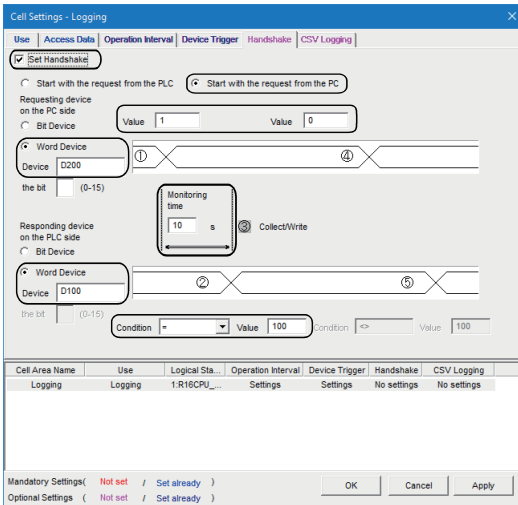 Cell Settings - Logging
Use Access Data Operation Interval Device Trigger Handshake CSV Logging
Set Handshake
Start with the request from the PLC Start with the request from the PC
Requesting device
on the PC side
Value 1 Value 0
Bit Device
Word Device
① ④
Device D200
the bit (0-15)
Monitoring
time
10 s ③ Collect/Write
Responding device
on the PLC side
Bit Device
Word Device
② ⑤
Device D100
the bit (0-15)
Condition = Value 100 Condition <> Value 100
Cell Area Name Use Logical Sta... Operation Interval Device Trigger Handshake CSV Logging
Logging Logging 1:R16CPU_... Settings Settings No settings No settings
Mandatory Settings( Not set / Set already )
Optional Settings ( Not set / Set already )
OK Cancel Apply